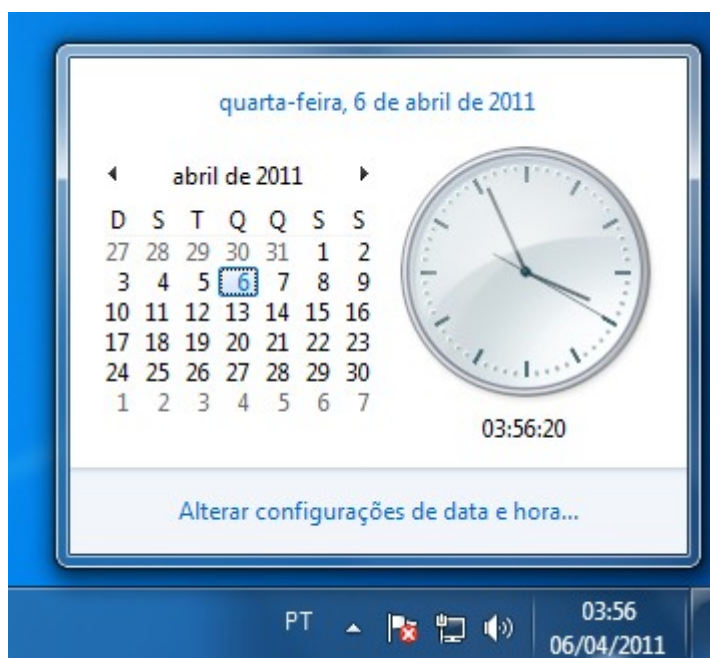 quarta-feira, 6 de abril de 2011
abril de 2011
D S T Q Q S S
27 28 29 30 31 1 2
3 4 5 6 7 8 9
10 11 12 13 14 15 16
17 18 19 20 21 22 23
24 25 26 27 28 29 30
1 2 3 4 5 6 7
03:56:20
Alterar configurações de data e hora...
PT
03:56
06/04/2011